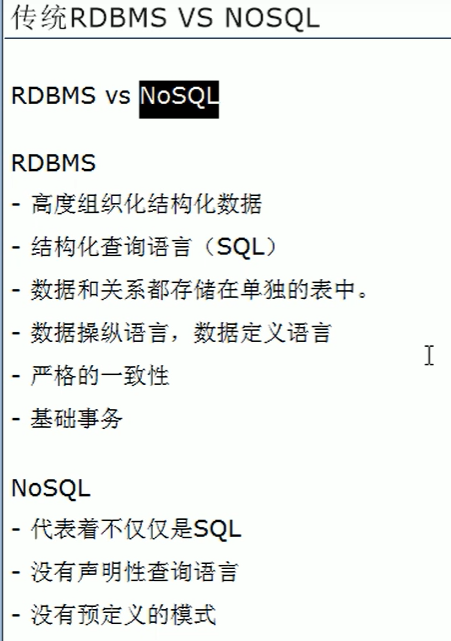 传统RDBMS VS NOSQL
RDBMS vs NoSQL
RDBMS
- 高度组织化结构化数据
- 结构化查询语言（SQL）
- 数据和关系都存储在单独的表中。
- 数据操纵语言，数据定义语言
- 严格的一致性
- 基础事务
NoSQL
- 代表着不仅仅是SQL
- 没有声明性查询语言
- 没有预定义的模式